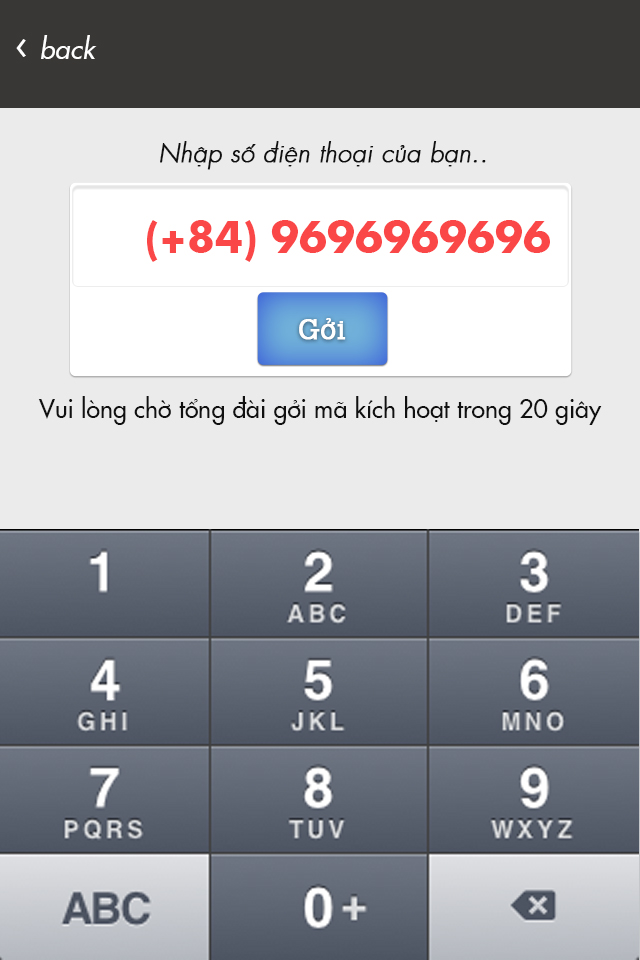 ‹ back
Nhập số điện thoại của bạn..
(+84) 9696969696
Gởi
Vui lòng chờ tổng đài gởi mã kích hoạt trong 20 giây
1 2 3
ABC DEF
4 5 6
GHI JKL MNO
7 8 9
PQRS TUV WXYZ
ABC 0 +